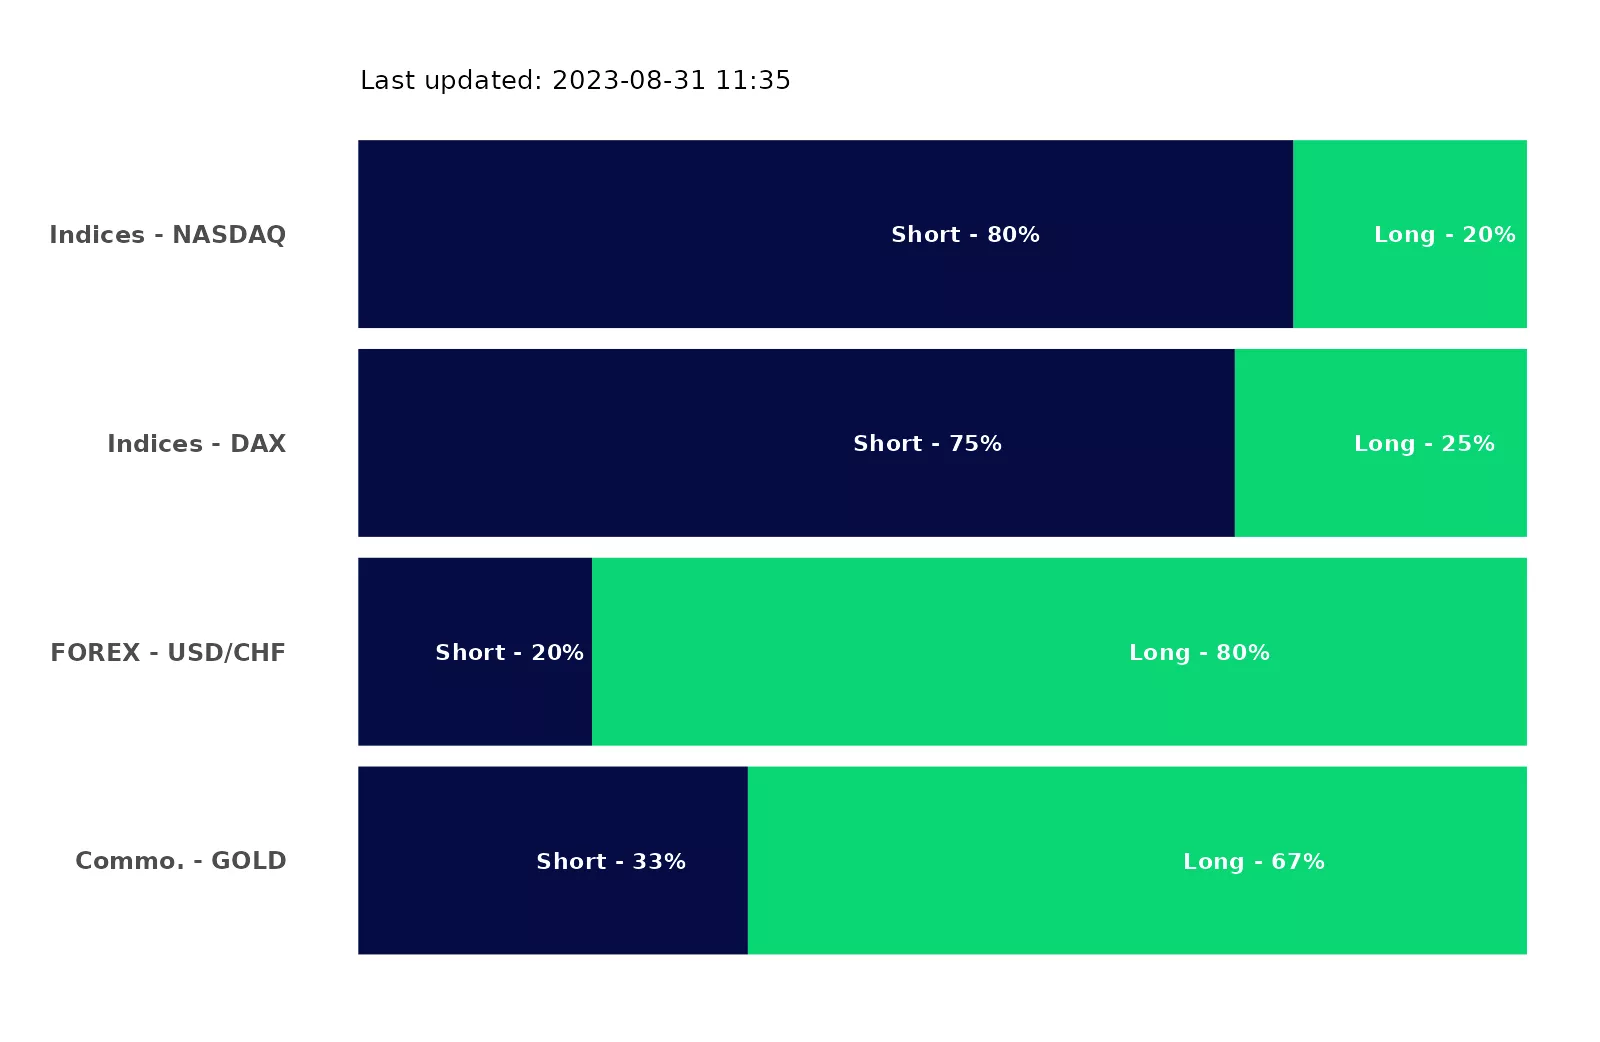 Last updated: 2023-08-31 11:35
Indices - NASDAQ
Short - 80%
Long - 20%
Indices - DAX
Short - 75%
Long - 25%
FOREX - USD/CHF
Short - 20%
Long - 80%
Commo. - GOLD
Short - 33%
Long - 67%